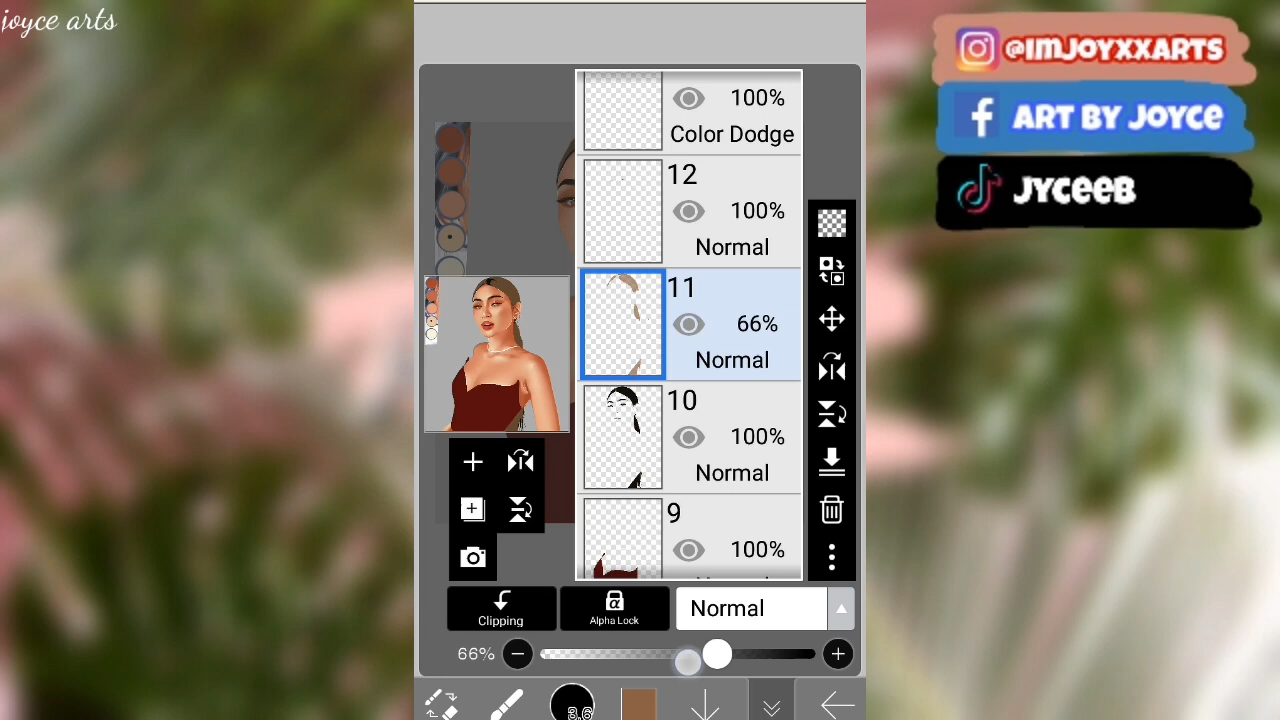 joyce arts
@IMJOYXXARTS
ART BY JOYCE
JYCEEB
100%
Color Dodge
12
100%
Normal
11
66%
Normal
10
100%
Normal
9
100%
Clipping
α
Alpha Lock
Normal
66%
3.6